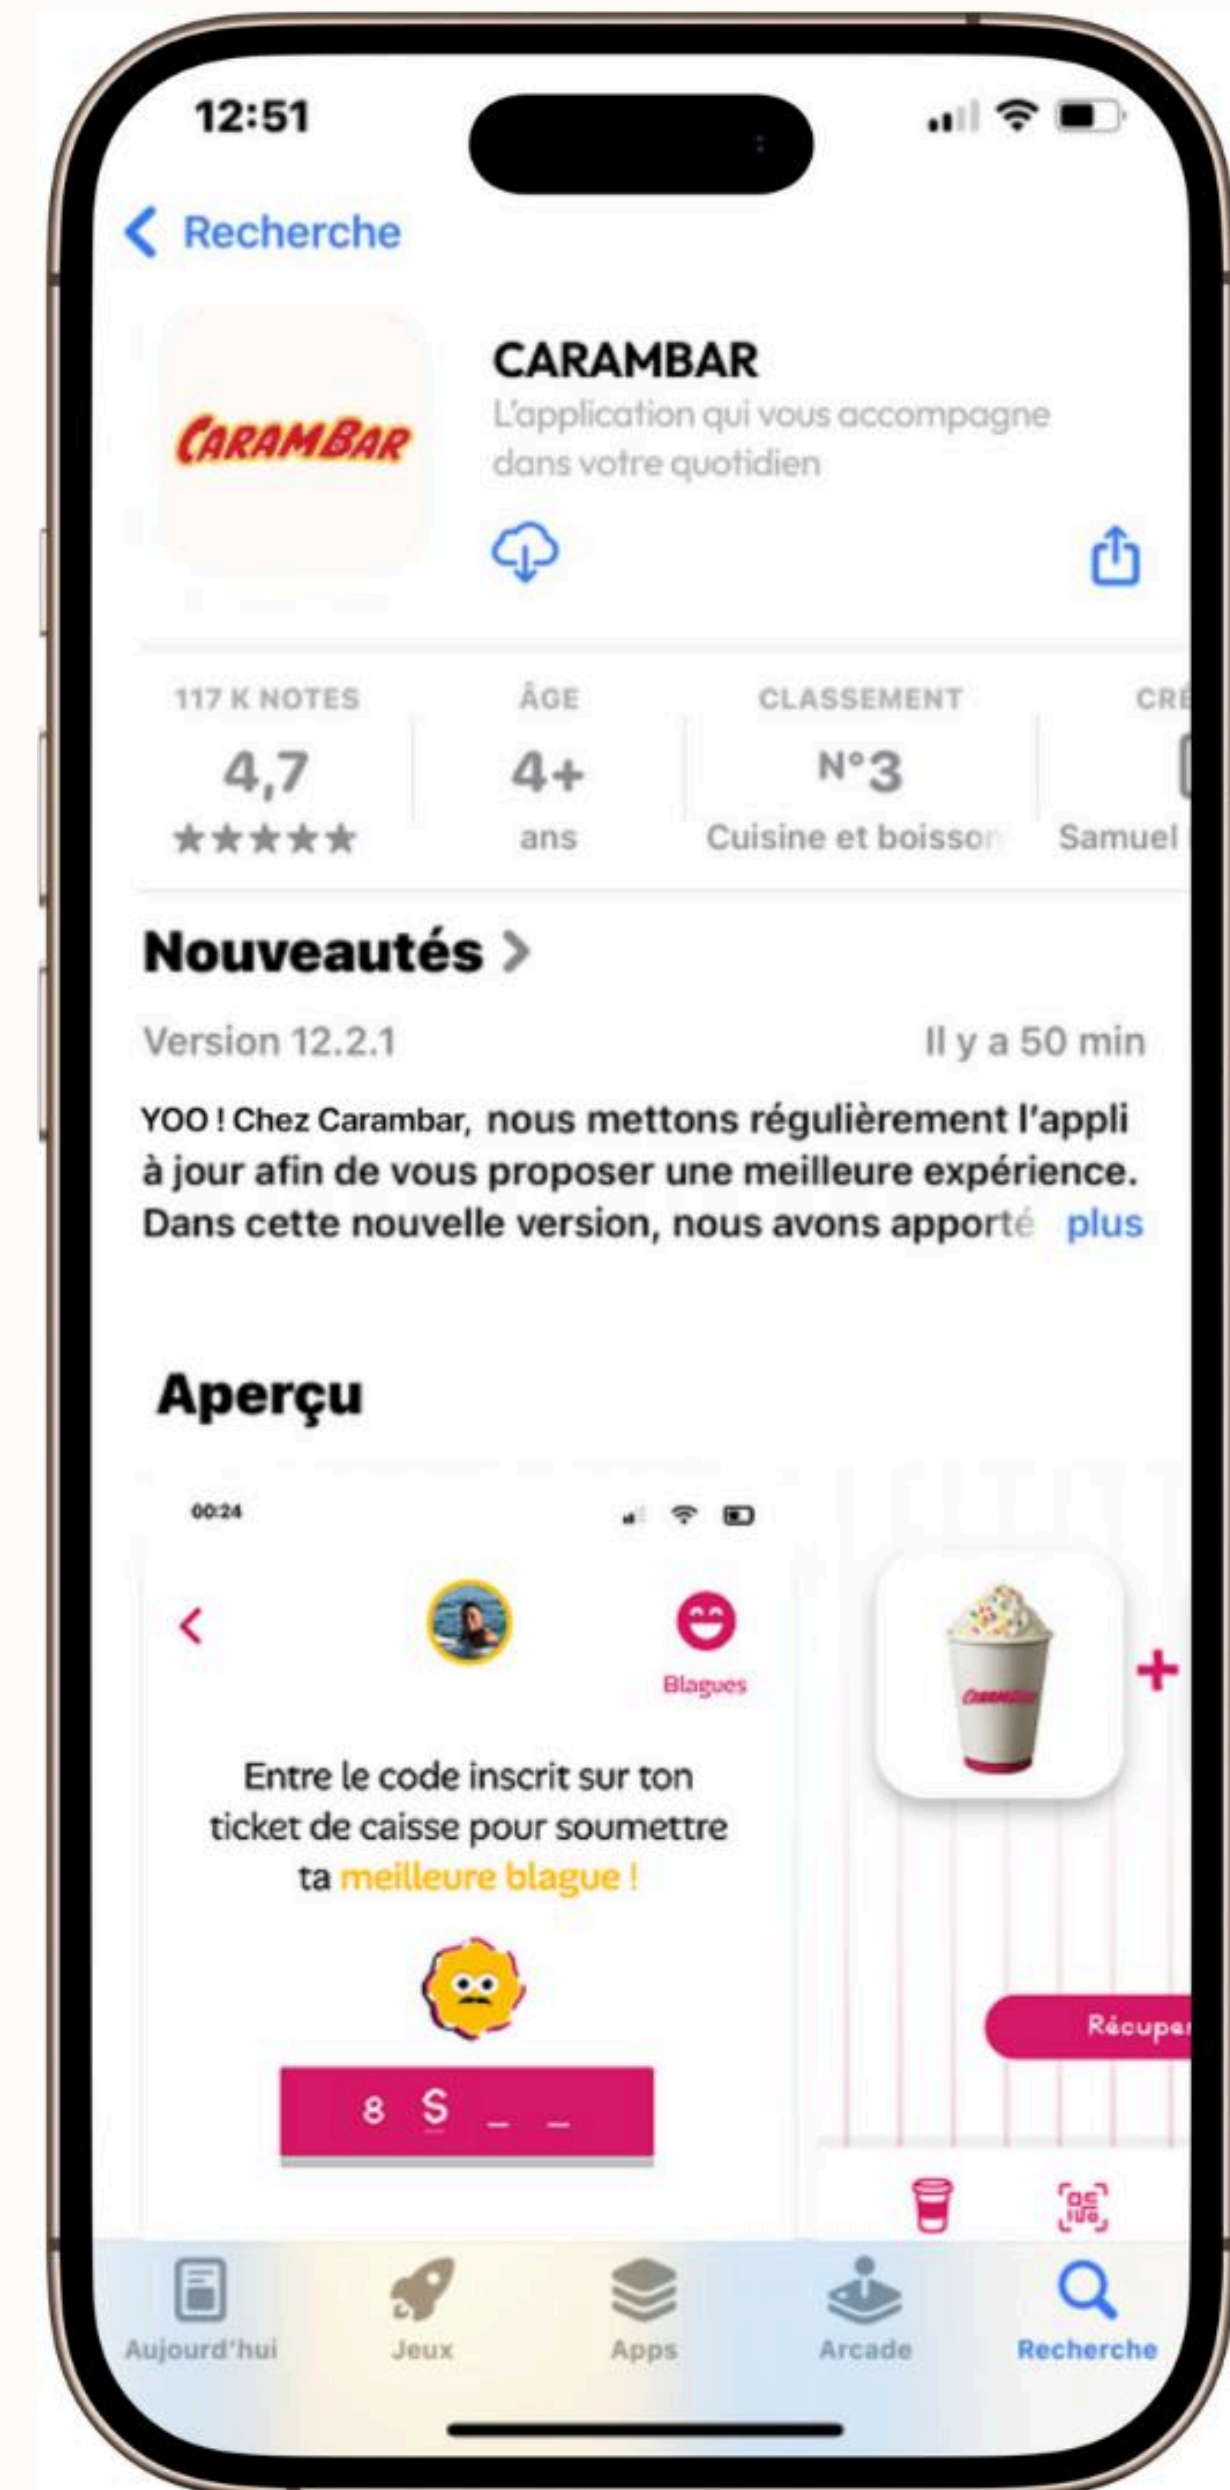 12:51
Recherche
CARAMBAR
CARAMBAR
L'application qui vous accompagne
dans votre quotidien
117 K NOTES
4,7
ÂGE
4+
ans
CLASSEMENT
N°3
Cuisine et boisson
CRÉ
Samuel
Nouveautés
Version 12.2.1
Il y a 50 min
YOO ! Chez Carambar, nous mettons régulièrement l'appli
à jour afin de vous proposer une meilleure expérience.
Dans cette nouvelle version, nous avons apporté plus
Aperçu
00:24
Blagues
CARAMBAR
+
Entre le code inscrit sur ton
ticket de caisse pour soumettre
ta meilleure blague !
8 S _ _
Récuper
Aujourd'hui
Jeux
Apps
Arcade
Recherche